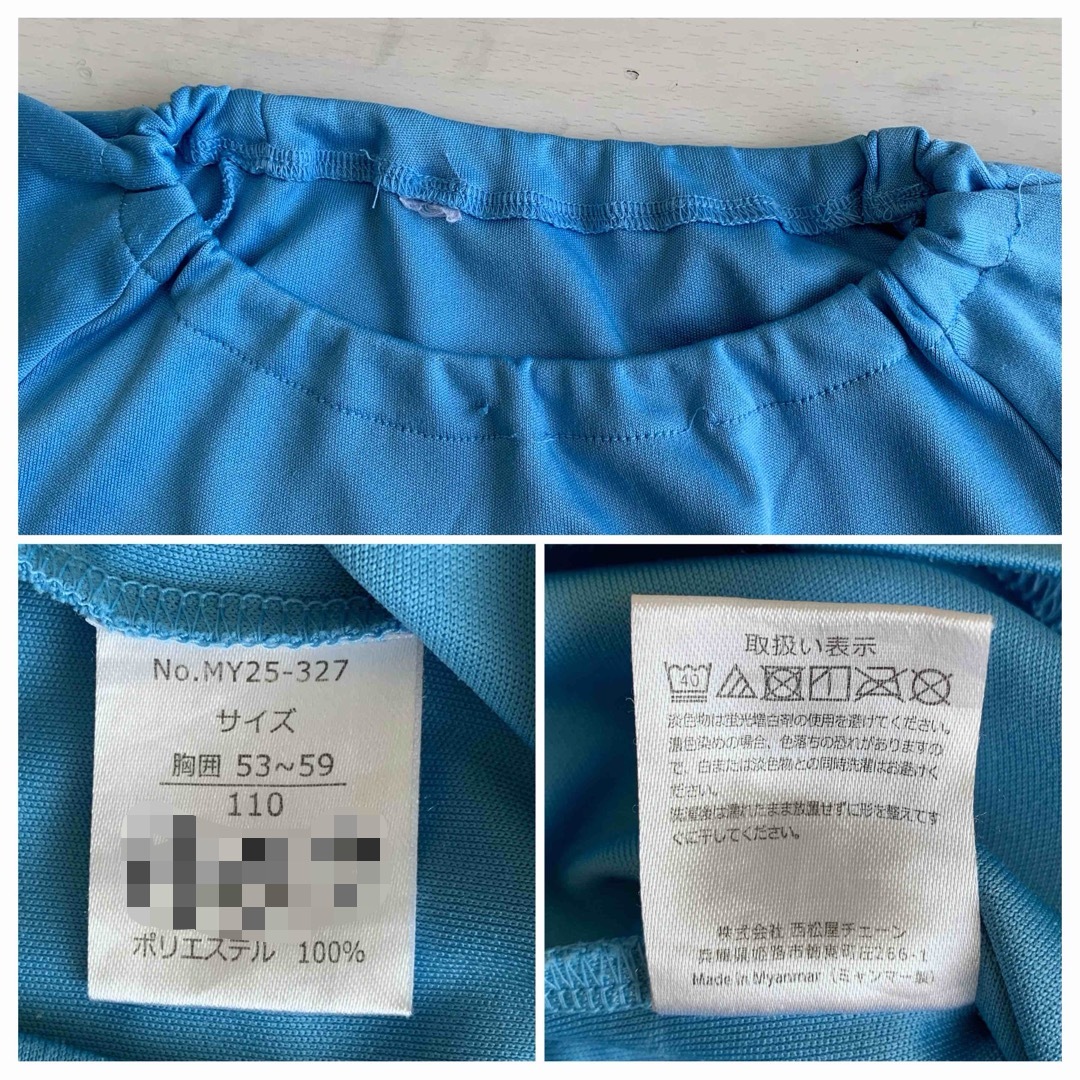 No.MY25-327
サイズ
胸囲 53~59
110
ポリエステル 100%
取扱い表示
40
淡色物は蛍光増白剤の使用を避けてください。
濃色染めの場合、色落ちの恐れがありますの
で、白または淡色物との同時洗濯はお避けく
ださい。
洗濯後は濡れたまま放置せずに形を整えてす
ぐに干してください。
株式会社 西松屋チェーン
兵庫県姫路市飾東町庄266-1
Made in Myanmar (ミャンマー製)